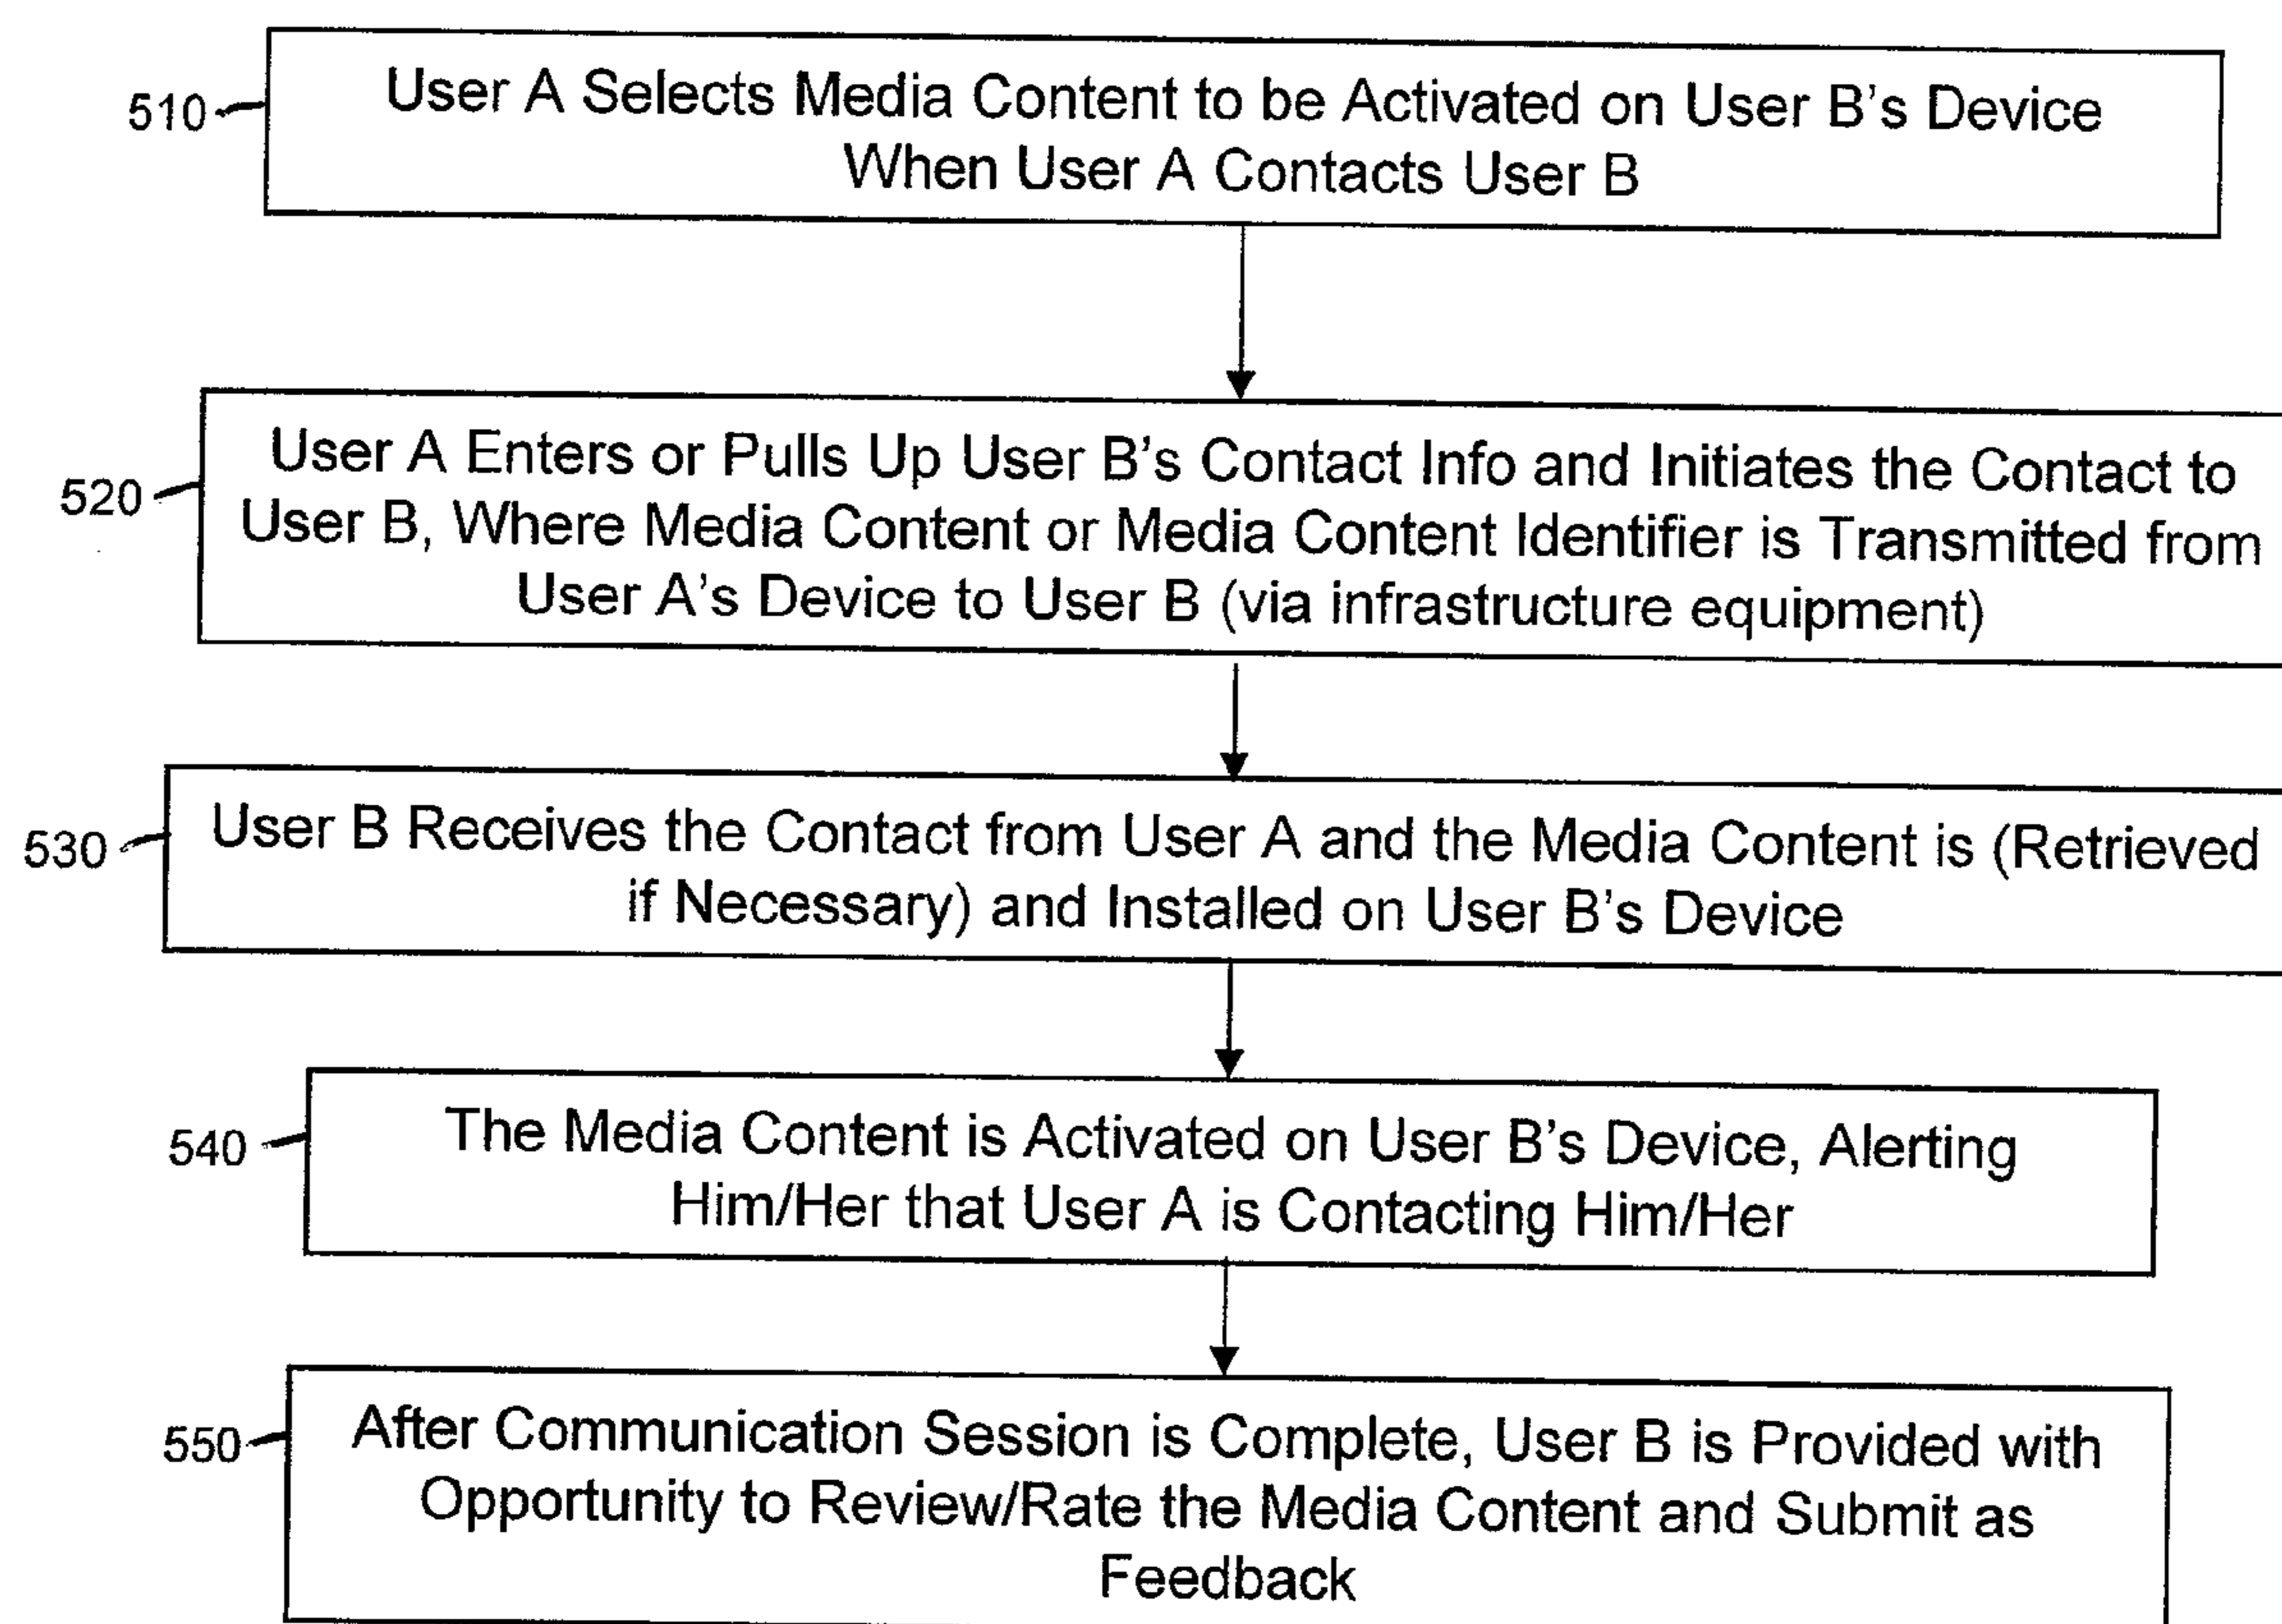 510
User A Selects Media Content to be Activated on User B's Device
When User A Contacts User B
520
User A Enters or Pulls Up User B's Contact Info and Initiates the Contact to
User B, Where Media Content or Media Content Identifier is Transmitted from
User A's Device to User B (via infrastructure equipment)
530
User B Receives the Contact from User A and the Media Content is (Retrieved
if Necessary) and Installed on User B's Device
540
The Media Content is Activated on User B's Device, Alerting
Him/Her that User A is Contacting Him/Her
550
After Communication Session is Complete, User B is Provided with
Opportunity to Review/Rate the Media Content and Submit as
Feedback